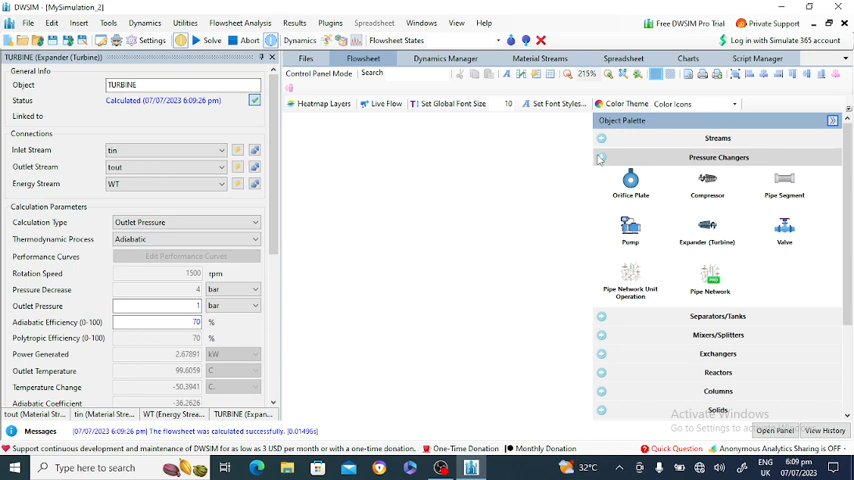 DWSIM - [MySimulation_2]
File Edit Tools Dynamics Utilities Flowsheet Analysis Results Plugins Spreadsheet Windows View Help
Free DWSIM Pro Trial Private Support
Settings Solve Abort Dynamics Flowsheet States
Log in with Simulate 365 account
TURBINE (Expander (Turbine))
Files Flowsheet Dynamics Manager Material Streams Spreadsheet Charts Script Manager
General Info
Control Panel Mode Search 215%
Object TURBINE
Status Calculated (07/07/2023 6:09:26 pm)
Heatmap Layers Live Flow Set Global Font Size 10 Set Font Styles... Color Theme Color Icons
Linked to
Object Palette
Connections
Streams
Inlet Stream tin
Pressure Changers
Outlet Stream tout
Energy Stream WT
Orifice Plate Compressor Pipe Segment
Calculation Parameters
Calculation Type Outlet Pressure
Thermodynamic Process Adiabatic
Pump Expander (Turbine) Valve
Performance Curves Edit Performance Curves
Rotation Speed 1500 rpm
Pressure Decrease 4 bar
Pipe Network Unit Operation Pipe Network
Outlet Pressure 1 bar
Separators/Tanks
Adiabatic Efficiency (0-100) 70 %
Mixers/Splitters
Polytropic Efficiency (0-100) 70 %
Exchangers
Power Generated 2.67891 kW
Outlet Temperature 99.6059 C
Reactors
Temperature Change -50.3941 C.
Columns
Adiabatic Coefficient -36.2626
Solids
tout (Material Str... tin (Material Stre... WT (Energy Strea... TURBINE (Expan...
Activate Windows
Go to Settings to
Messages [07/07/2023 6:09:26 pm] The flowsheet was calculated successfully. [0.01496s]
Open Panel View History
Support continuous development and maintenance of DWSIM for as low as 3 USD per month or with a one-time donation. One-Time Donation Monthly Donation
Quick Question Anonymous Analytics Sharing is OFF
Type here to search
32°C
ENG
UK
6:09 pm
07/07/2023